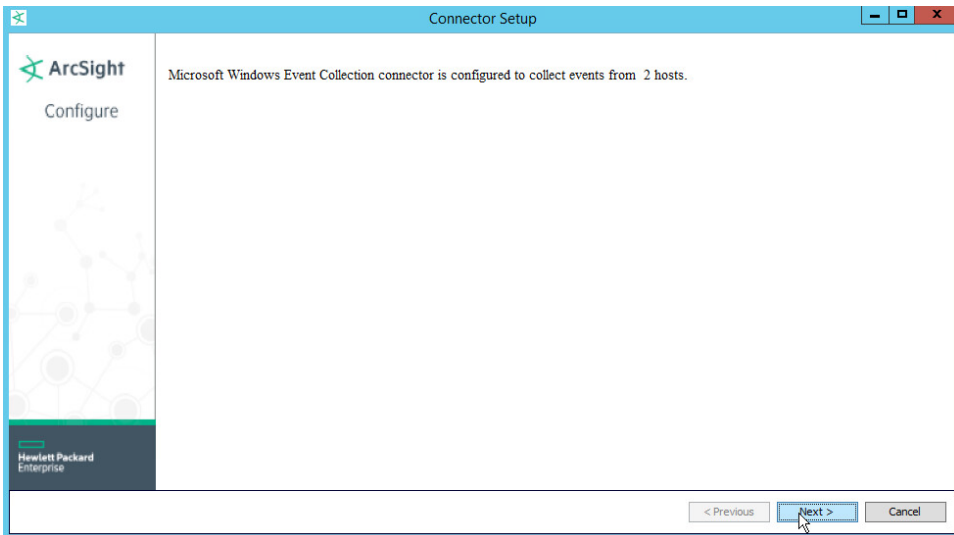 Connector Setup
ArcSight
Configure
Microsoft Windows Event Collection connector is configured to collect events from 2 hosts.
Hewlett Packard
Enterprise
< Previous
Next >
Cancel